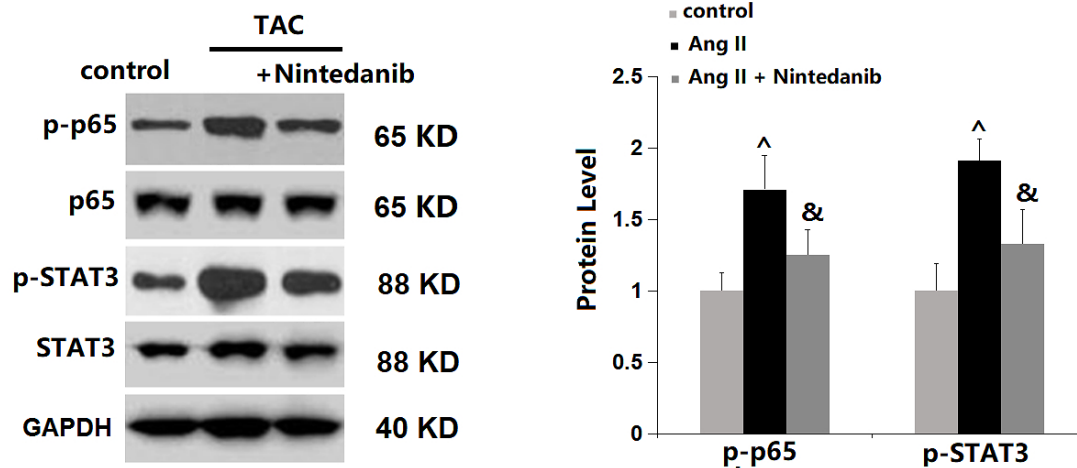 TAC
control
+Nintedanib
p-p65
65 KD
p65
65 KD
p-STAT3
88 KD
STAT3
88 KD
GAPDH
40 KD
control
Ang II
Ang II + Nintedanib
Protein Level
2.5
2
1.5
1
0.5
0
^
&
^
&
p-p65
p-STAT3